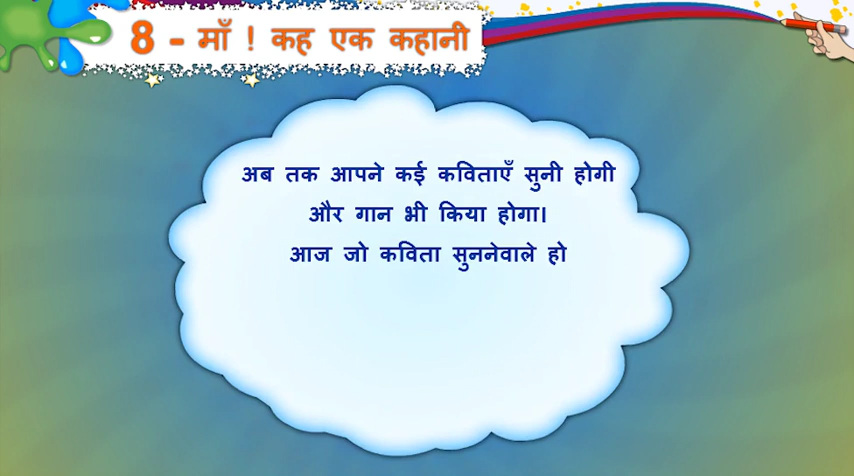 8 - माँ ! कह एक कहानी
अब तक आपने कई कविताएँ सुनी होगी
और गान भी किया होगा।
आज जो कविता सुननेवाले हो